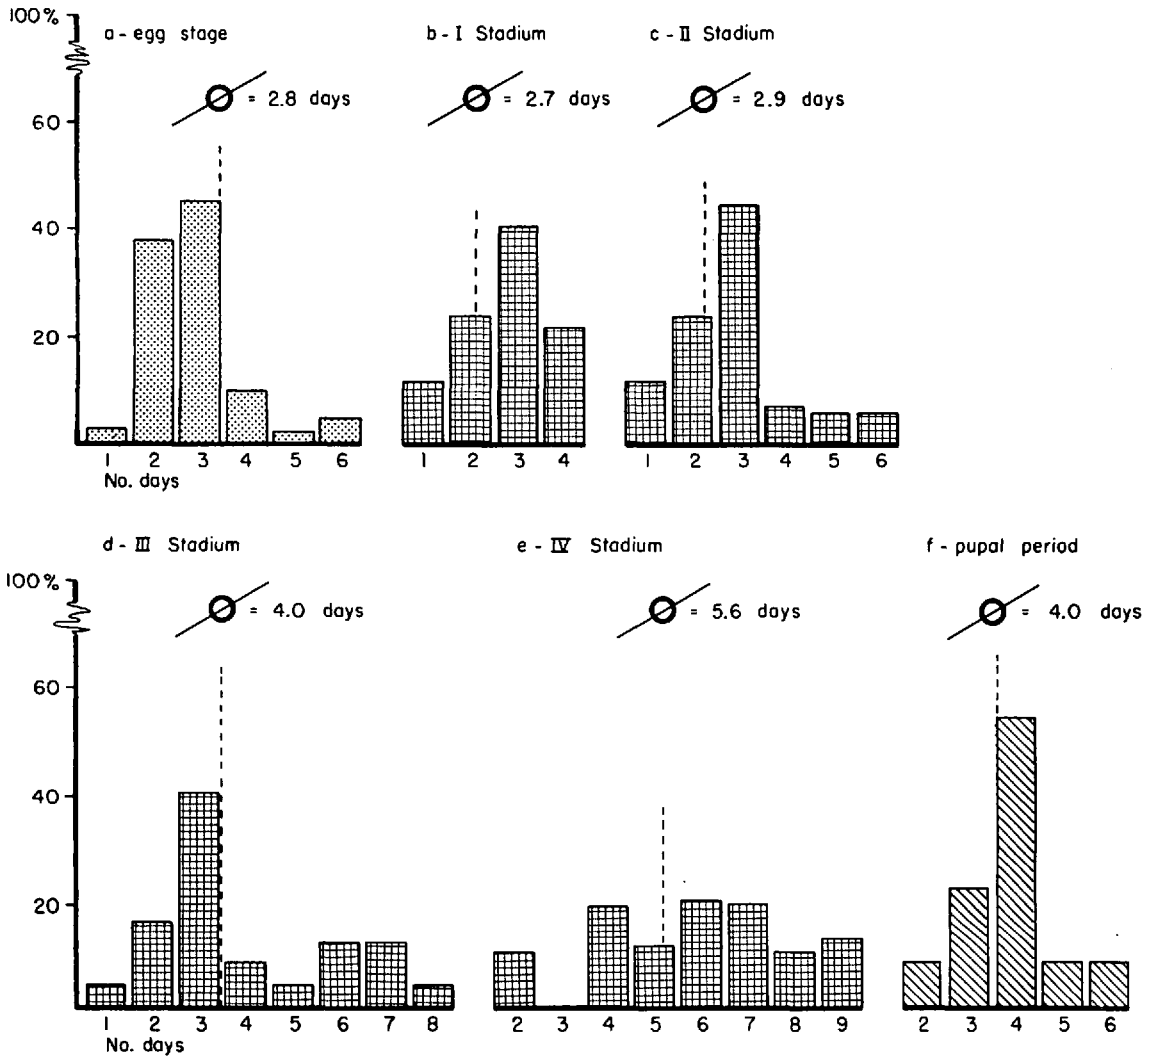 100%
a - egg stage
b - I Stadium
c - II Stadium
= 2.8 days
= 2.7 days
= 2.9 days
60
40
20
1 2 3 4 5 6
1 2 3 4
1 2 3 4 5 6
No. days
d - III Stadium
e - IV Stadium
f - pupal period
100%
= 4.0 days
= 5.6 days
= 4.0 days
60
40
20
1 2 3 4 5 6 7 8
2 3 4 5 6 7 8 9
2 3 4 5 6
No. days